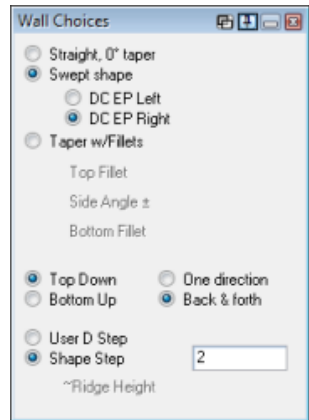 Wall Choices
Straight, 0° taper
Swept shape
DC EP Left
DC EP Right
Taper w/Fillets
Top Fillet
Side Angle ±
Bottom Fillet
Top Down One direction
Bottom Up Back & forth
User D Step
Shape Step 2
~Ridge Height